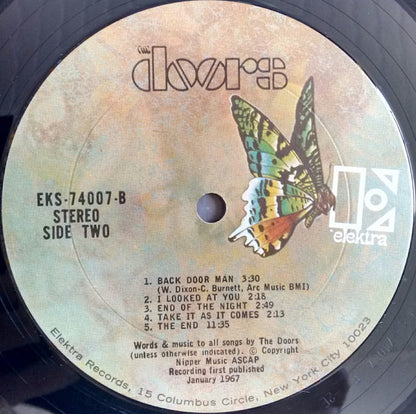 the
doors
EKS-74007-B
STEREO
SIDE TWO
elektra
1. BACK DOOR MAN 3:30
(W. Dixon-C. Burnett, Arc Music BMI)
2. I LOOKED AT YOU 2:18
3. END OF THE NIGHT 2:49
4. TAKE IT AS IT COMES 2:13
5. THE END 11:35
Words & music to all songs by The Doors
(unless otherwise indicated). © Copyright
Nipper Music ASCAP
Recording first published
January 1967
Elektra Records, 15 Columbus Circle, New York City 10023